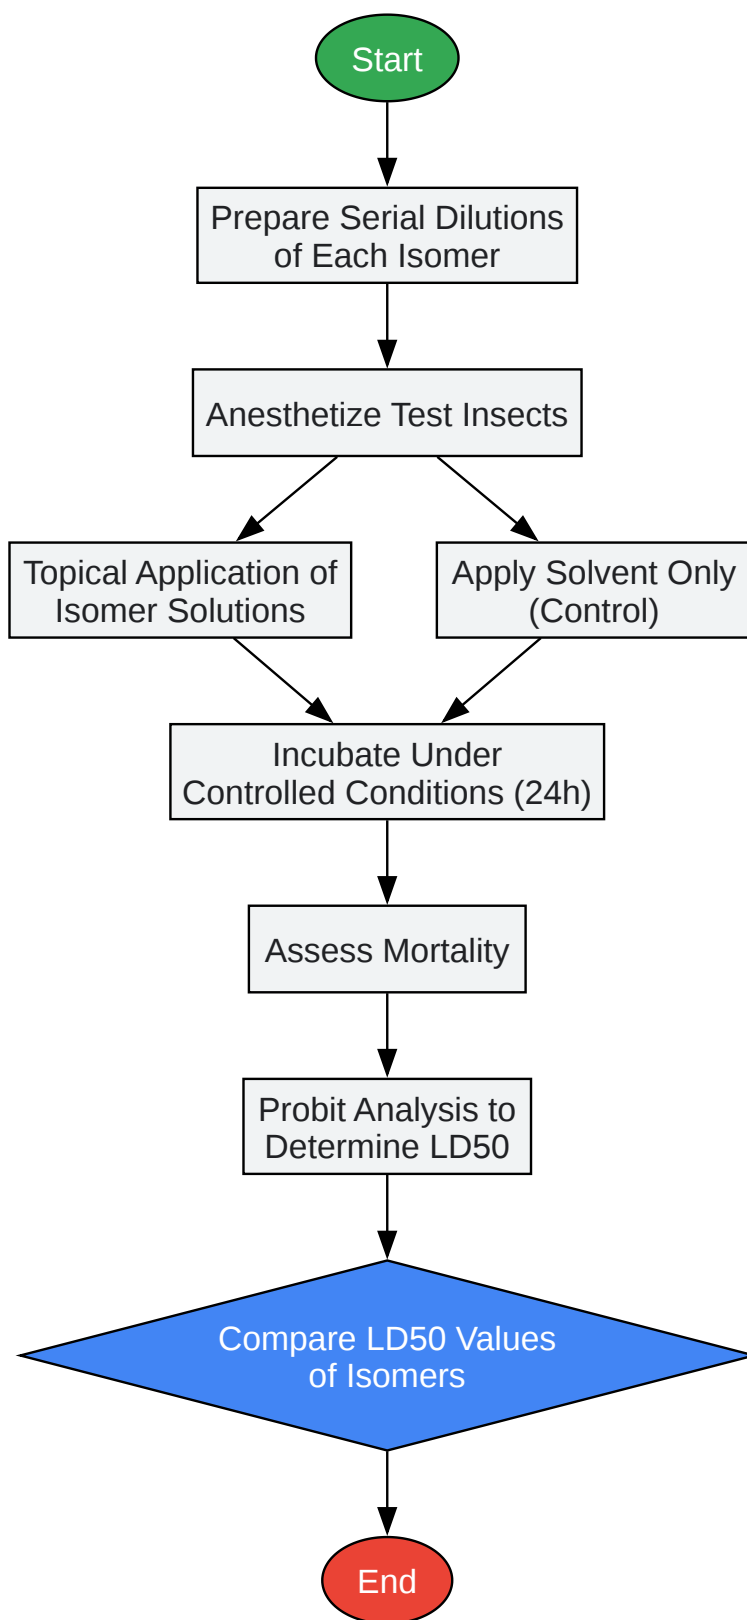 Start
Prepare Serial Dilutions
of Each Isomer
Anesthetize Test Insects
Topical Application of
Isomer Solutions
Apply Solvent Only
(Control)
Incubate Under
Controlled Conditions (24h)
Assess Mortality
Probit Analysis to
Determine LD50
Compare LD50 Values
of Isomers
End